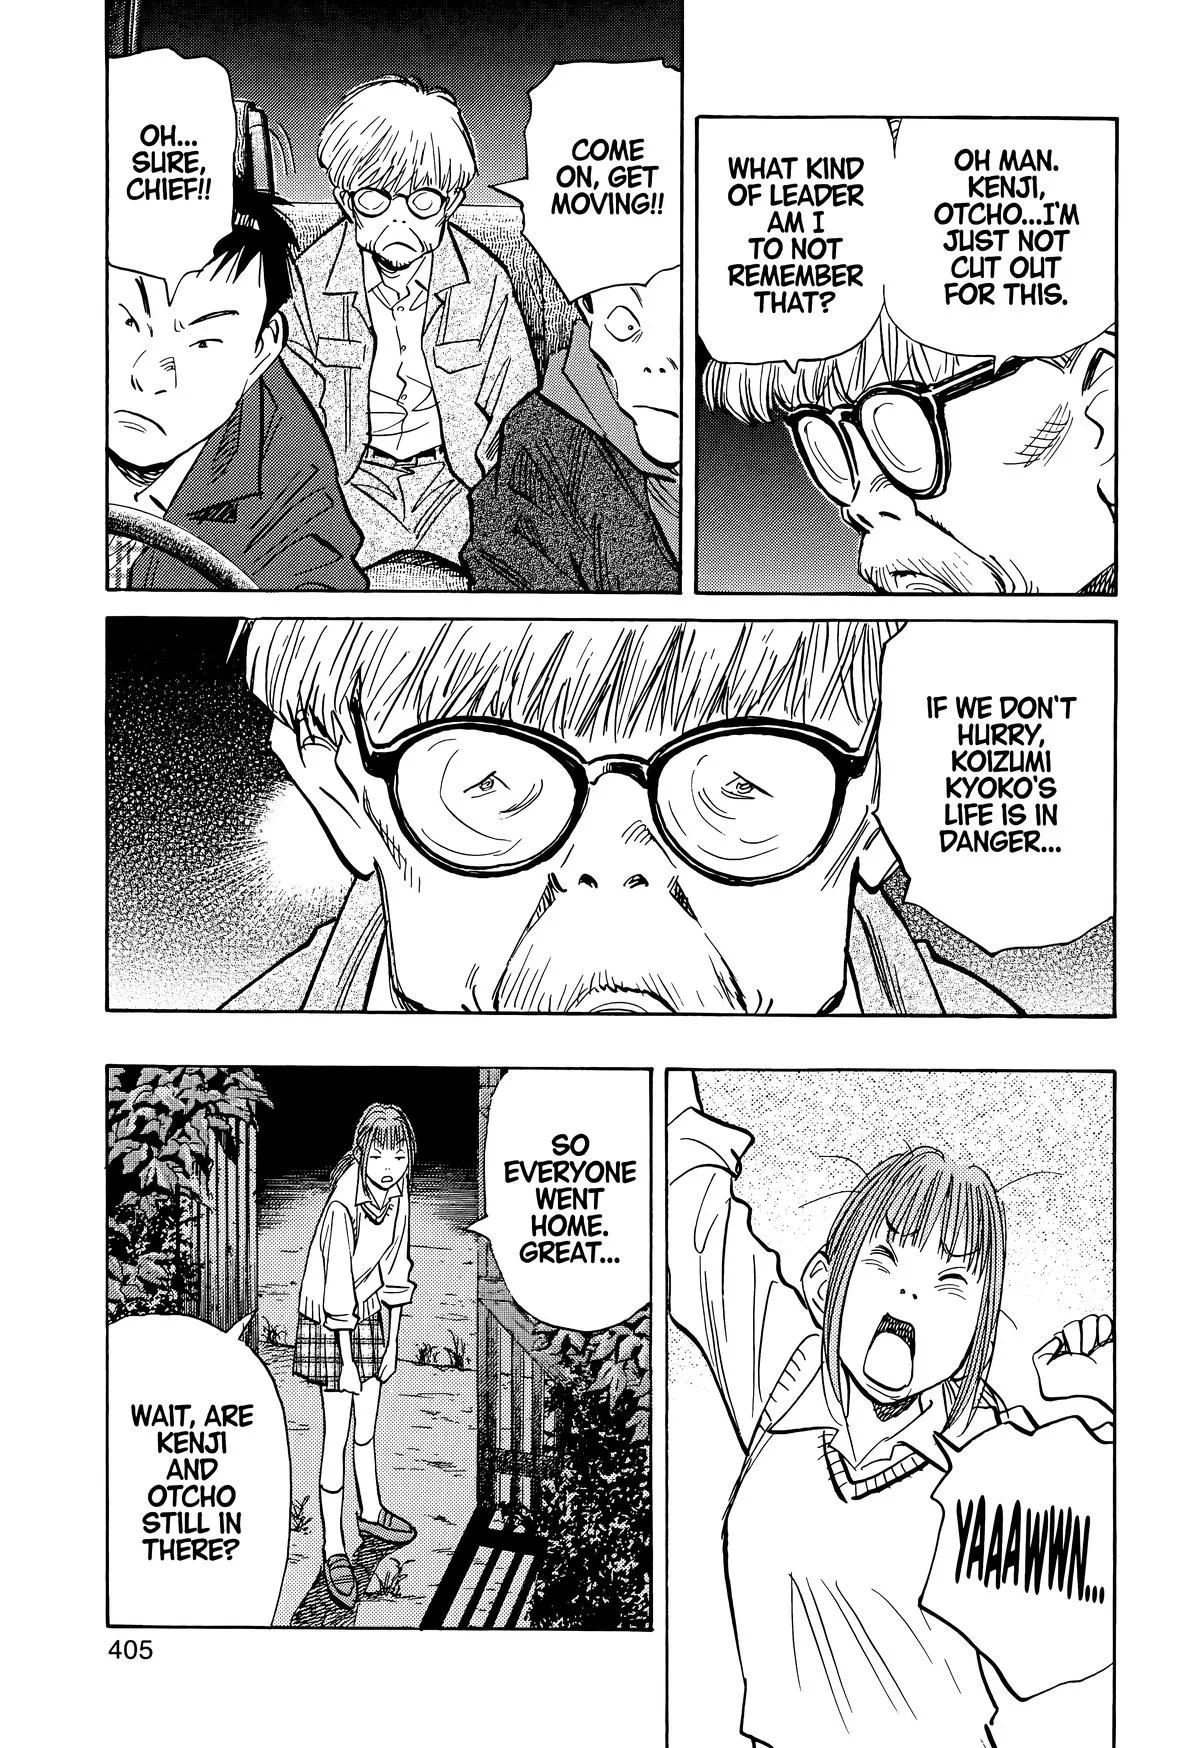 OH MAN.
KENJI,
OTCHO...I'M
JUST NOT
CUT OUT
FOR THIS.
WHAT KIND
OF LEADER
AM I
TO NOT
REMEMBER
THAT?
COME
ON, GET
MOVING!!
OH...
SURE,
CHIEF!!
IF WE DON'T
HURRY,
KOIZUMI
KYOKO'S
LIFE IS IN
DANGER...
YAAAWWN...
SO
EVERYONE
WENT
HOME.
GREAT...
WAIT, ARE
KENJI
AND
OTCHO
STILL IN
THERE?
405